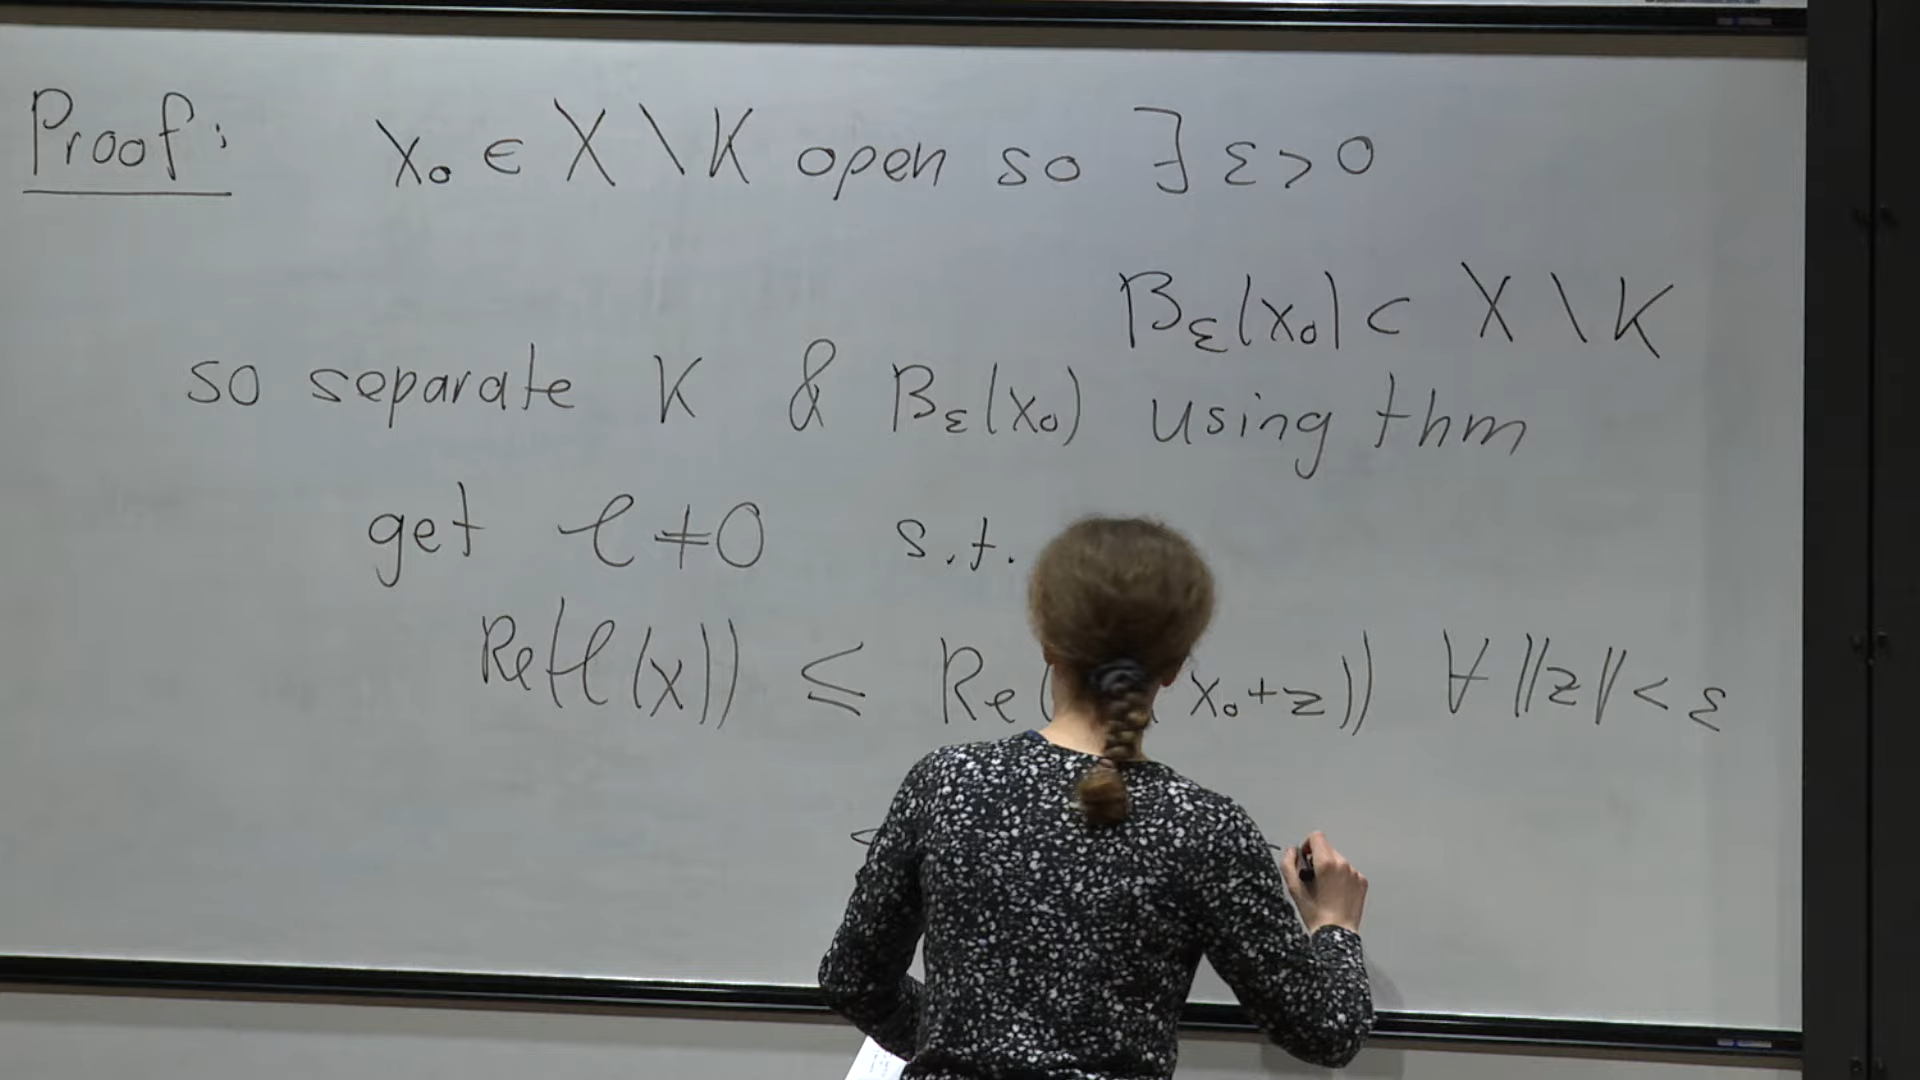 Proof: x₀ ∈ X \ K open so ∃ ε > 0
B_ε(x₀) ⊂ X \ K
so separate K & B_ε(x₀) using thm
get ℓ ≠ 0 s.t.
Re(ℓ(x)) ≤ Re( x₀+z)) ∀ ||z|| < ε